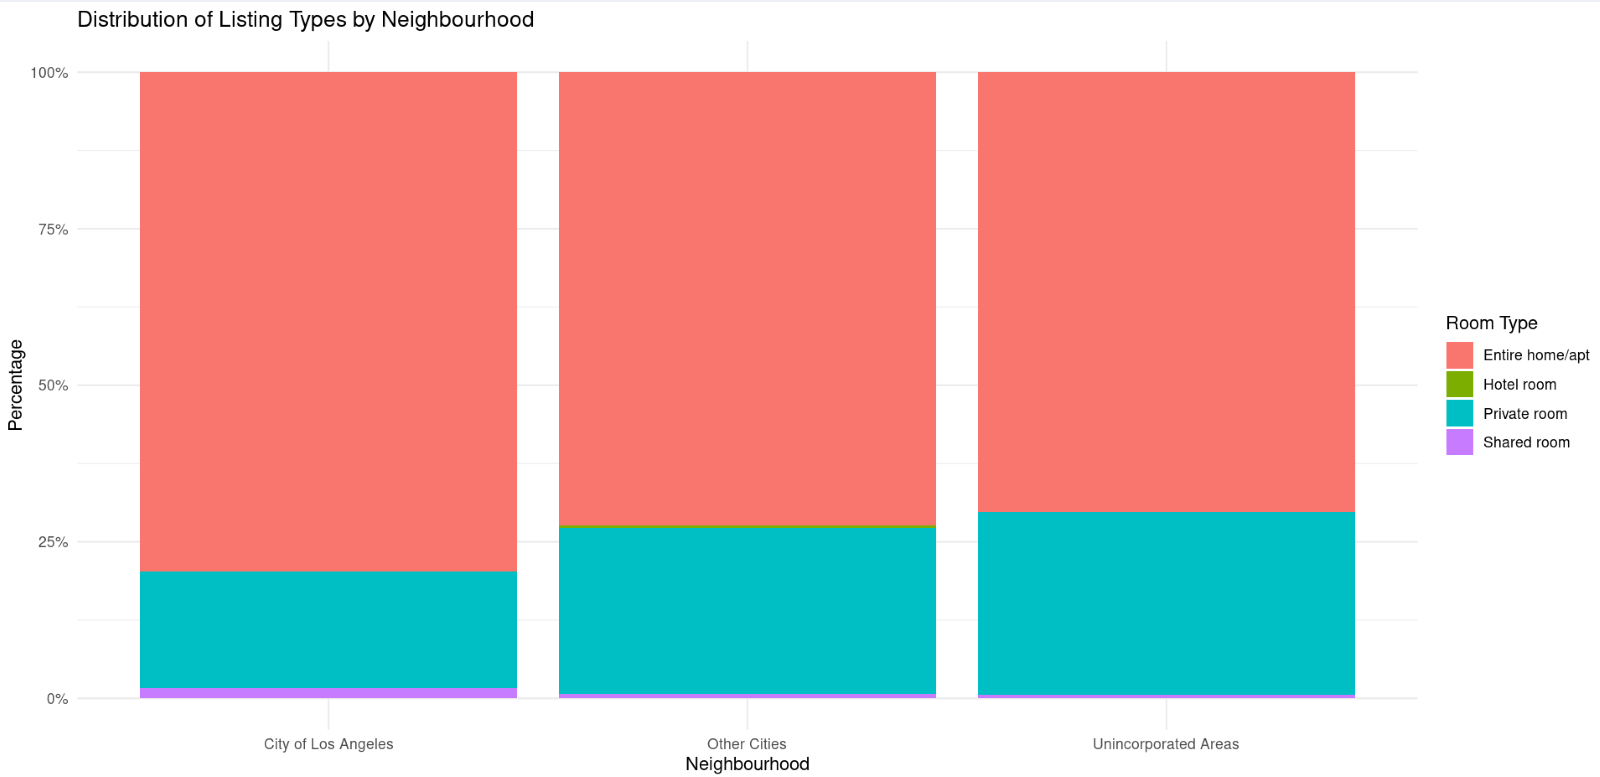 Distribution of Listing Types by Neighbourhood
100%
75%
50%
25%
0%
Percentage
City of Los Angeles
Other Cities
Unincorporated Areas
Neighbourhood
Room Type
Entire home/apt
Hotel room
Private room
Shared room